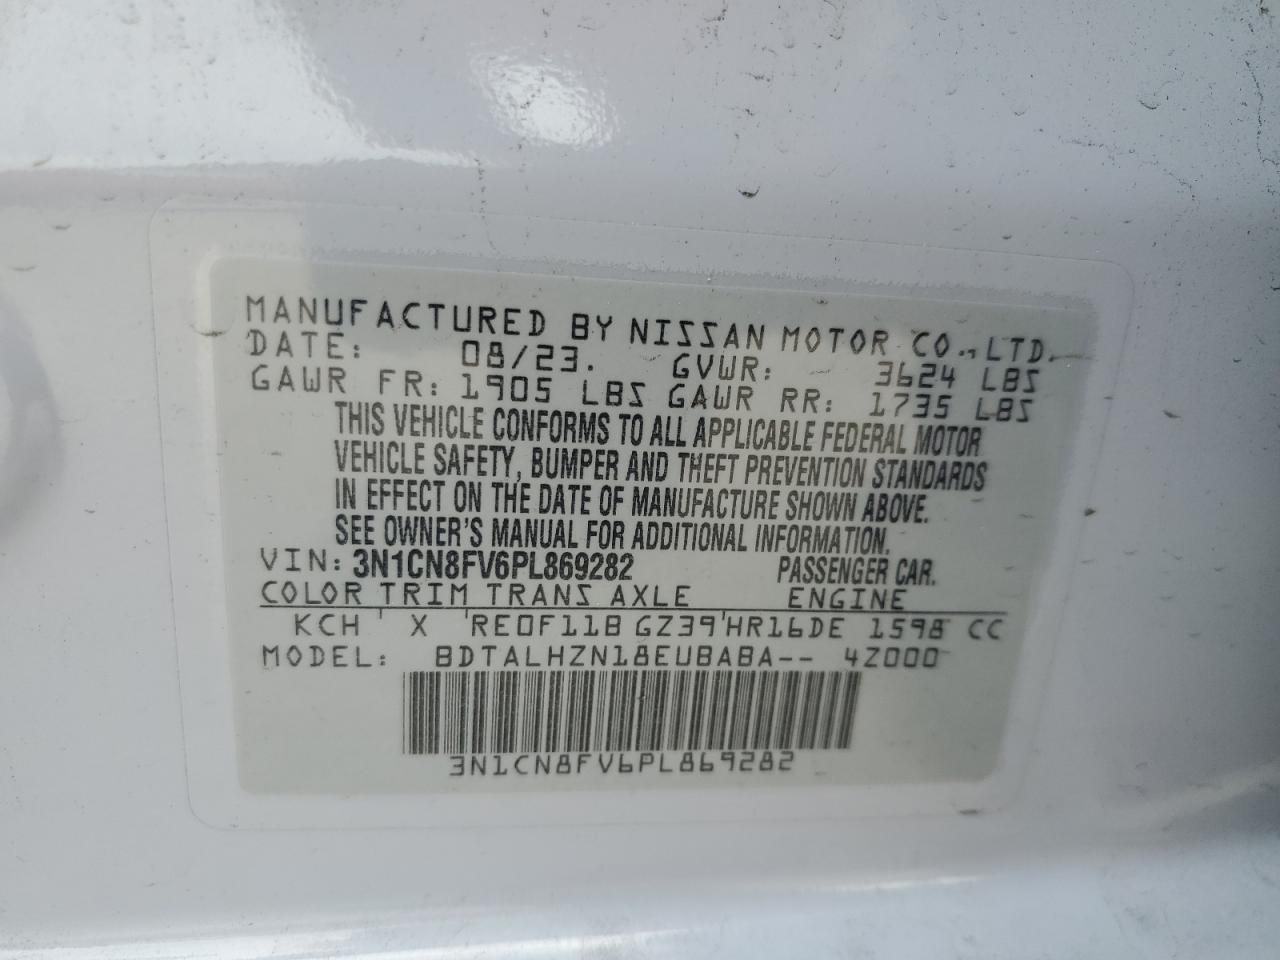 MANUFACTURED BY NISSAN MOTOR CO., LTD.
DATE: 08/23. GVWR: 3624 LBS
GAWR FR: 1905 LBS GAWR RR: 1735 LBS
THIS VEHICLE CONFORMS TO ALL APPLICABLE FEDERAL MOTOR
VEHICLE SAFETY, BUMPER AND THEFT PREVENTION STANDARDS
IN EFFECT ON THE DATE OF MANUFACTURE SHOWN ABOVE.
SEE OWNER'S MANUAL FOR ADDITIONAL INFORMATION.
VIN: 3N1CN8FV6PL869282 PASSENGER CAR.
COLOR TRIM TRANS AXLE ENGINE
KCH X RE0F11B GZ39 HR16DE 1598 CC
MODEL: BDTALHZN18EUBABA-- 4Z000
3N1CN8FV6PL869282